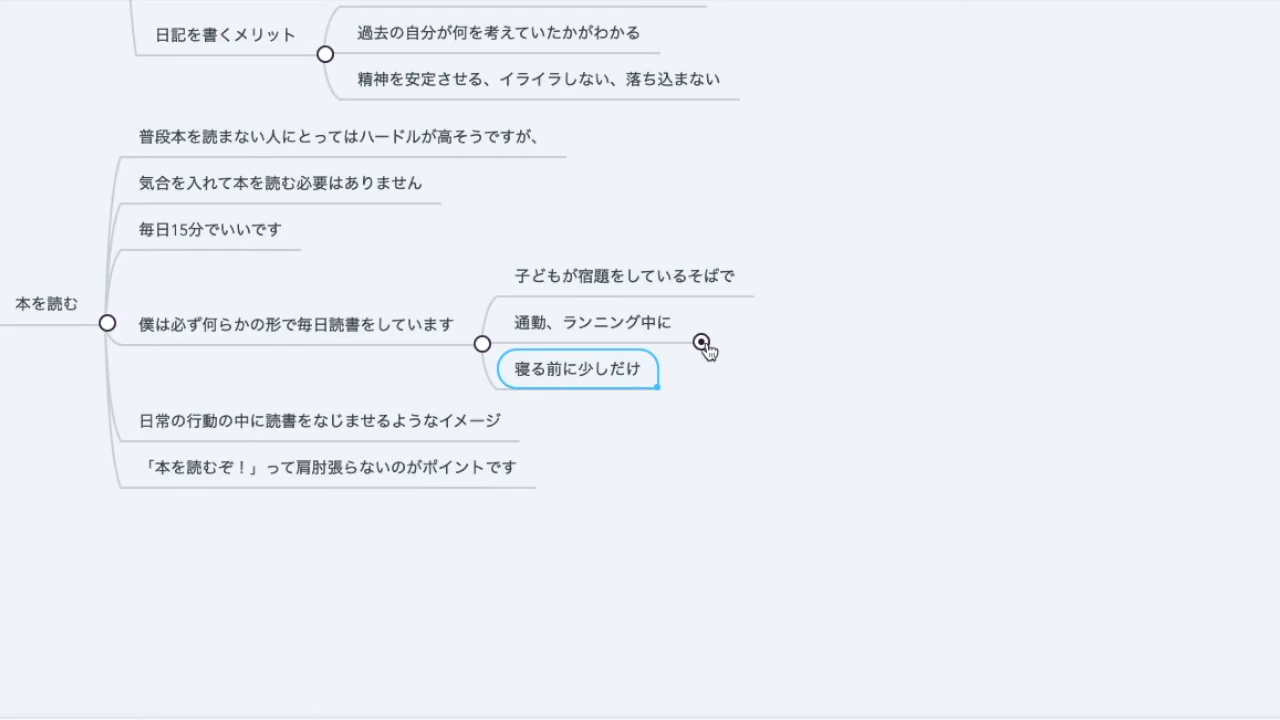 日記を書くメリット
過去の自分が何を考えていたかがわかる
精神を安定させる、イライラしない、落ち込まない
本を読む
普段本を読まない人にとってはハードルが高そうですが、
気合を入れて本を読む必要はありません
毎日15分でいいです
僕は必ず何らかの形で毎日読書をしています
子どもが宿題をしているそばで
通勤、ランニング中に
寝る前に少しだけ
日常の行動の中に読書をなじませるようなイメージ
「本を読むぞ！」って肩肘張らないのがポイントです